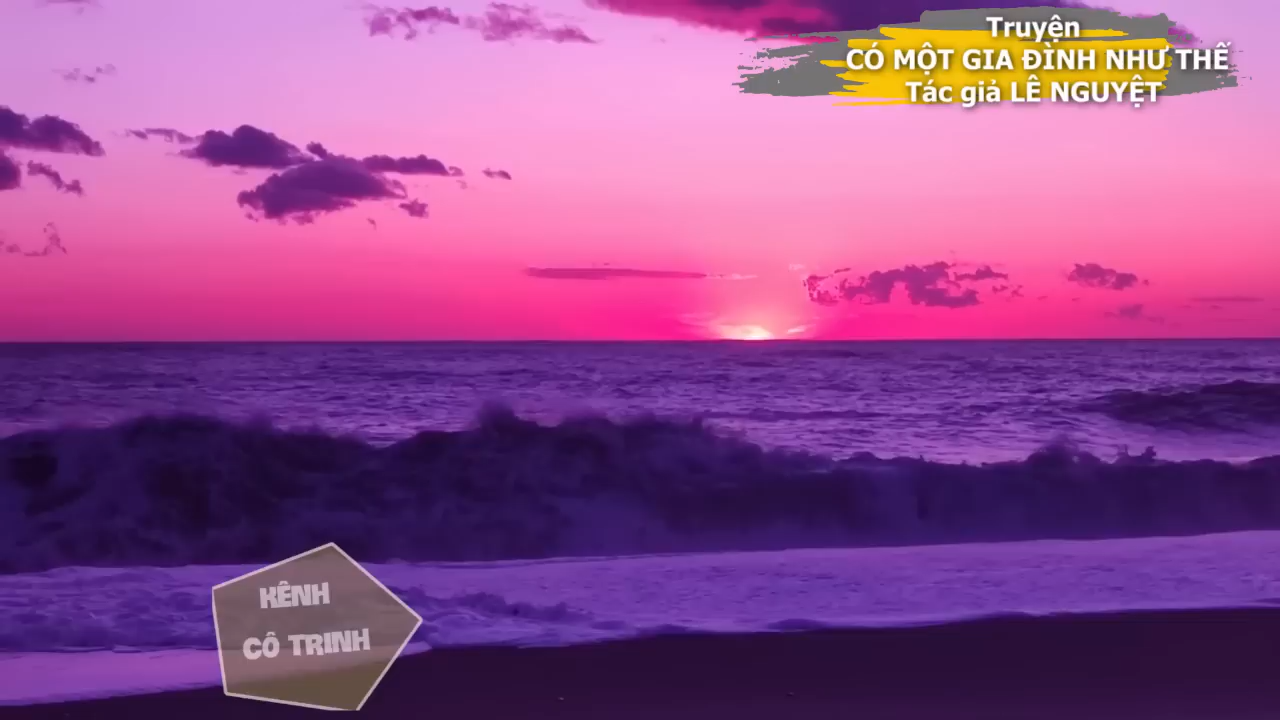 Truyện
CÓ MỘT GIA ĐÌNH NHƯ THẾ
Tác giả LÊ NGUYỆT
KÊNH
CÔ TRINH